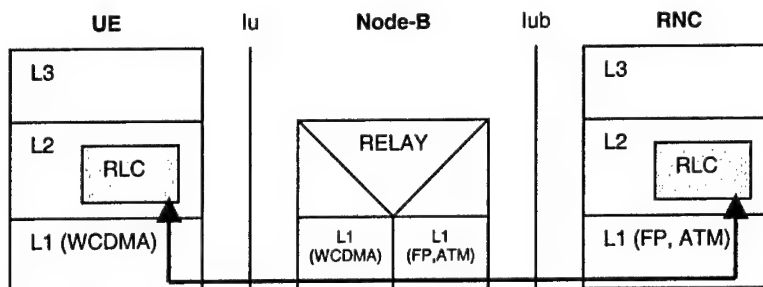 UE Iu Node-B Iub RNC
L3
L2
RLC
L1 (WCDMA)
RELAY
L1
(WCDMA)
L1
(FP,ATM)
L3
L2
RLC
L1 (FP, ATM)